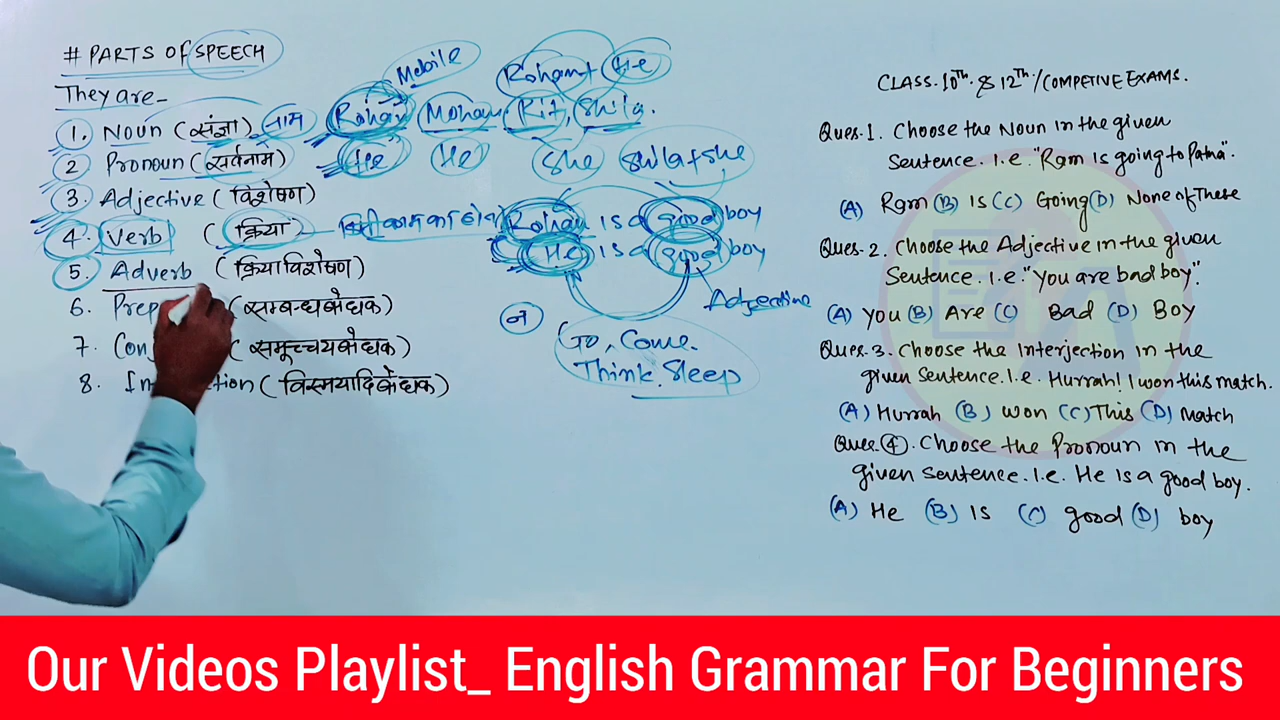 # PARTS OF SPEECH
They are-
1. Noun (संज्ञा) नाम
2 Pronoun (सर्वनाम)
3. Adjective (विशेषण)
4. Verb (क्रिया)
5. Adverb (क्रियाविशेषण)
6. Prep (सम्बन्धबोधक)
7. Con (समूच्चयबोधक)
8. In ction (विस्मयादिबोधक)
Mobile
Rohan He
Rohan Mohan, Kit, Shila.
He He She Shila She
Rohan is a good boy
He is a good boy
Adjective
Go, Come.
Think. Sleep
CLASS. 10Th & 12Th/COMPETIVE EXAMS.
Ques. 1. Choose the Noun in the given
Sentence. I.e. "Ram is going to Patna".
(A) Ram (B) Is (C) Going (D) None of These
Ques. 2. Choose the Adjective in the given
Sentence. I.e "You are bad boy".
(A) You (B) Are (C) Bad (D) Boy
Ques. 3. Choose the Interjection in the
given Sentence. I.e. Hurrah! I won this match.
(A) Hurrah (B) Won (C) This (D) Match
Ques. 4. Choose the Pronoun in the
given Sentence. I.e. He is a good boy.
(A) He (B) Is (C) good (D) boy
Our Videos Playlist_ English Grammar For Beginners